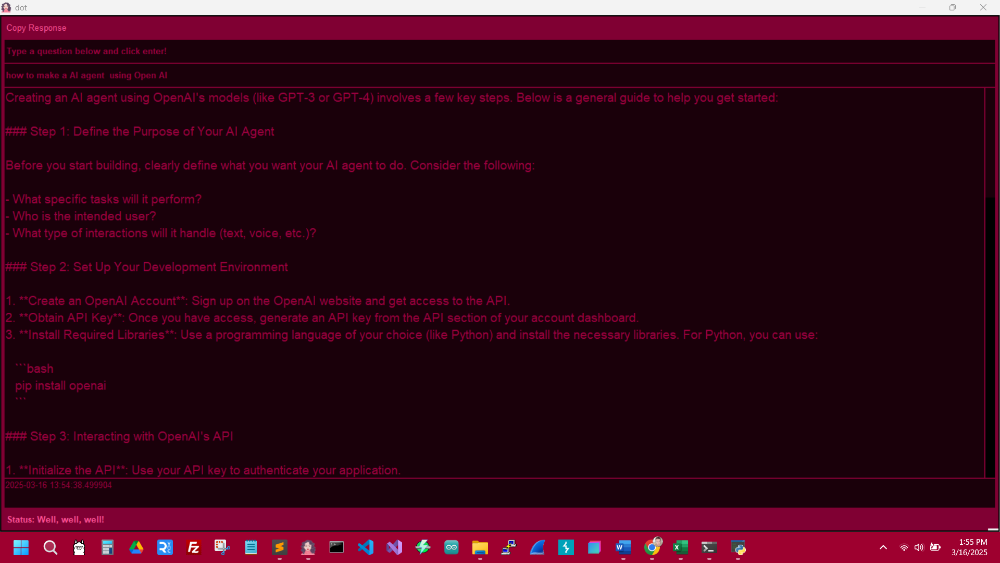 dot
Copy Response
Type a question below and click enter!
how to make a AI agent using Open AI
Creating an AI agent using OpenAI's models (like GPT-3 or GPT-4) involves a few key steps. Below is a general guide to help you get started:
### Step 1: Define the Purpose of Your AI Agent
Before you start building, clearly define what you want your AI agent to do. Consider the following:
- What specific tasks will it perform?
- Who is the intended user?
- What type of interactions will it handle (text, voice, etc.)?
### Step 2: Set Up Your Development Environment
1. **Create an OpenAI Account**: Sign up on the OpenAI website and get access to the API.
2. **Obtain API Key**: Once you have access, generate an API key from the API section of your account dashboard.
3. **Install Required Libraries**: Use a programming language of your choice (like Python) and install the necessary libraries. For Python, you can use:
```bash
pip install openai
```
### Step 3: Interacting with OpenAI's API
1. **Initialize the API**: Use your API key to authenticate your application.
2025-03-16 13:54:38.499904
Status: Well, well, well!
1:55 PM
3/16/2025